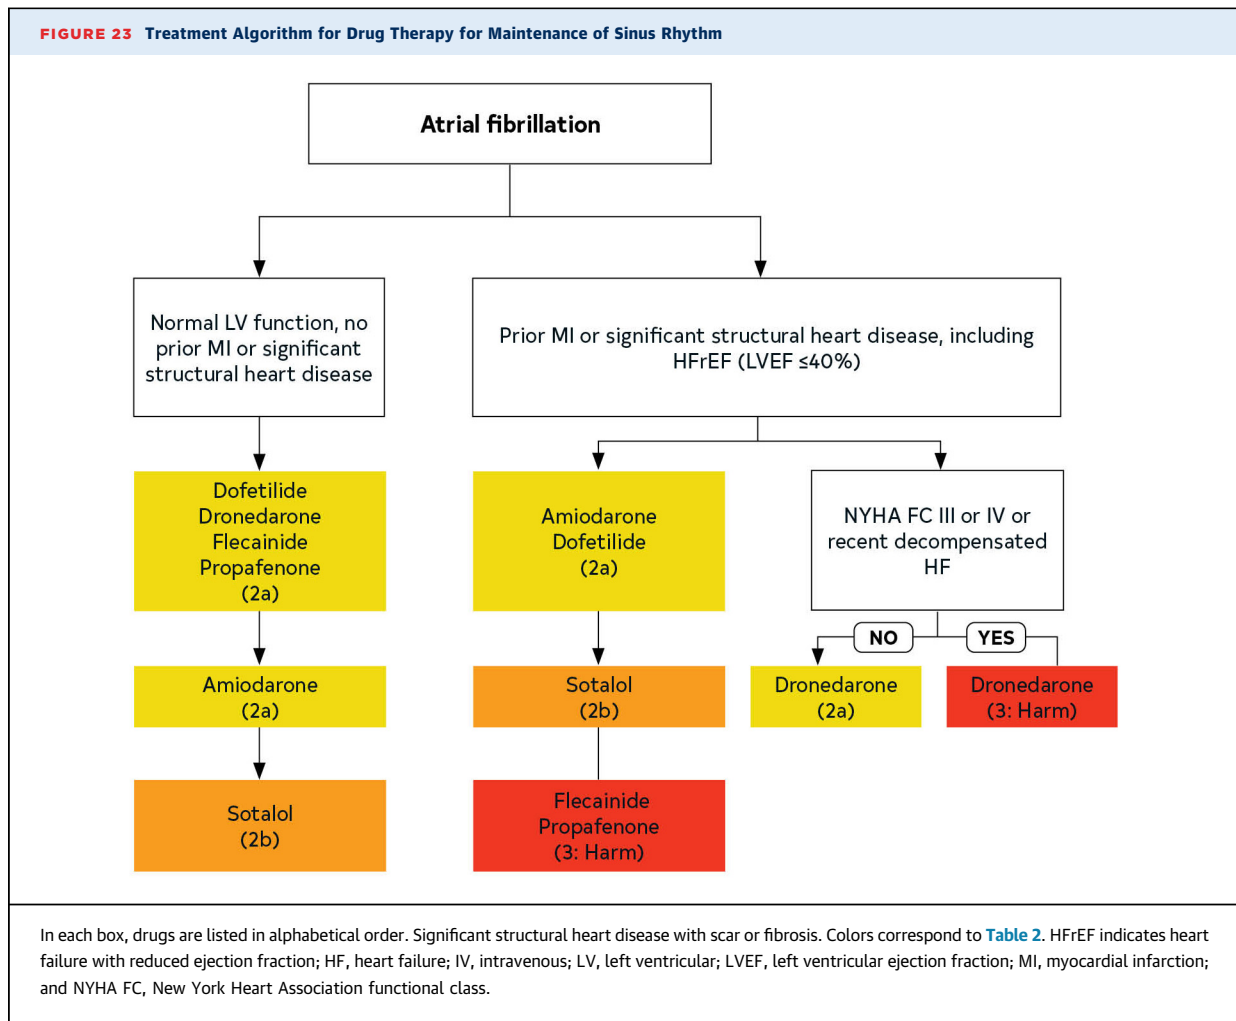 FIGURE 23 Treatment Algorithm for Drug Therapy for Maintenance of Sinus Rhythm
Atrial fibrillation
Normal LV function, no
prior MI or significant
structural heart disease
Prior MI or significant structural heart disease, including
HFrEF (LVEF ≤40%)
Dofetilide
Dronedarone
Flecainide
Propafenone
(2a)
Amiodarone
Dofetilide
(2a)
NYHA FC III or IV or
recent decompensated
HF
NO
YES
Amiodarone
(2a)
Sotalol
(2b)
Dronedarone
(2a)
Dronedarone
(3: Harm)
Sotalol
(2b)
Flecainide
Propafenone
(3: Harm)
In each box, drugs are listed in alphabetical order. Significant structural heart disease with scar or fibrosis. Colors correspond to Table 2. HFrEF indicates heart
failure with reduced ejection fraction; HF, heart failure; IV, intravenous; LV, left ventricular; LVEF, left ventricular ejection fraction; MI, myocardial infarction;
and NYHA FC, New York Heart Association functional class.